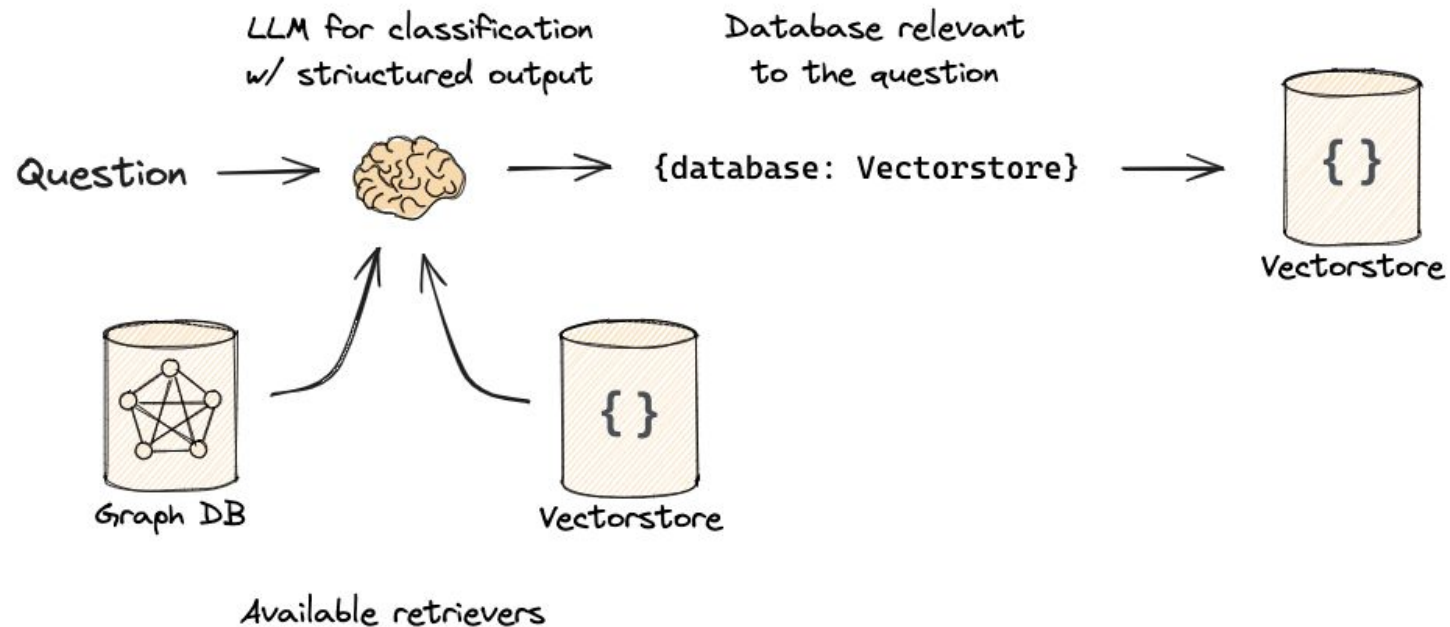 LLM for classification
w/ striuctured output
Database relevant
to the question
Question
{database: Vectorstore}
{ }
Vectorstore
{ }
Graph DB
Vectorstore
Available retrievers